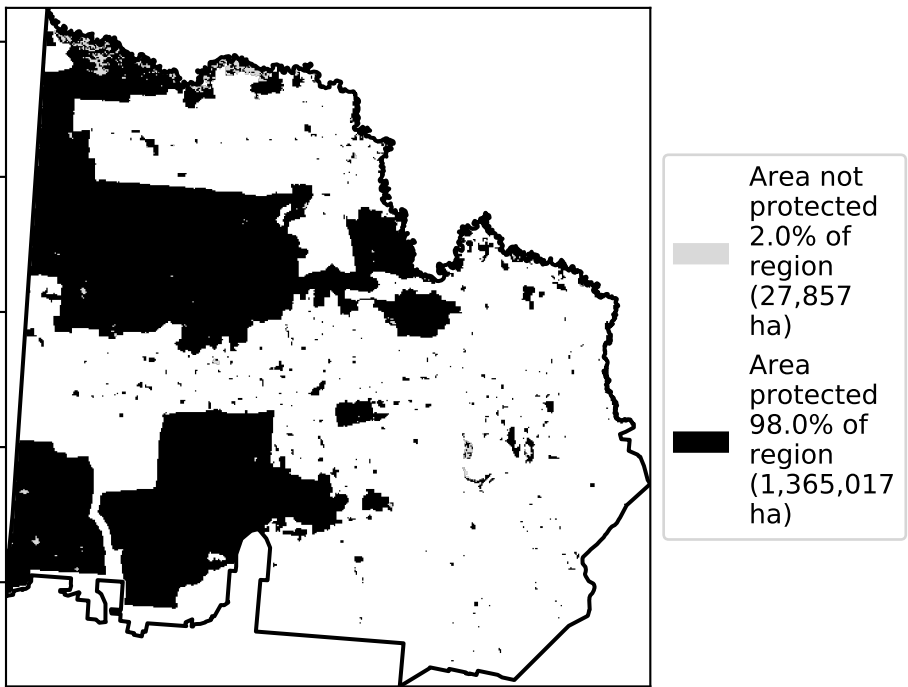 Area not
protected
2.0% of
region
(27,857
ha)
Area
protected
98.0% of
region
(1,365,017
ha)